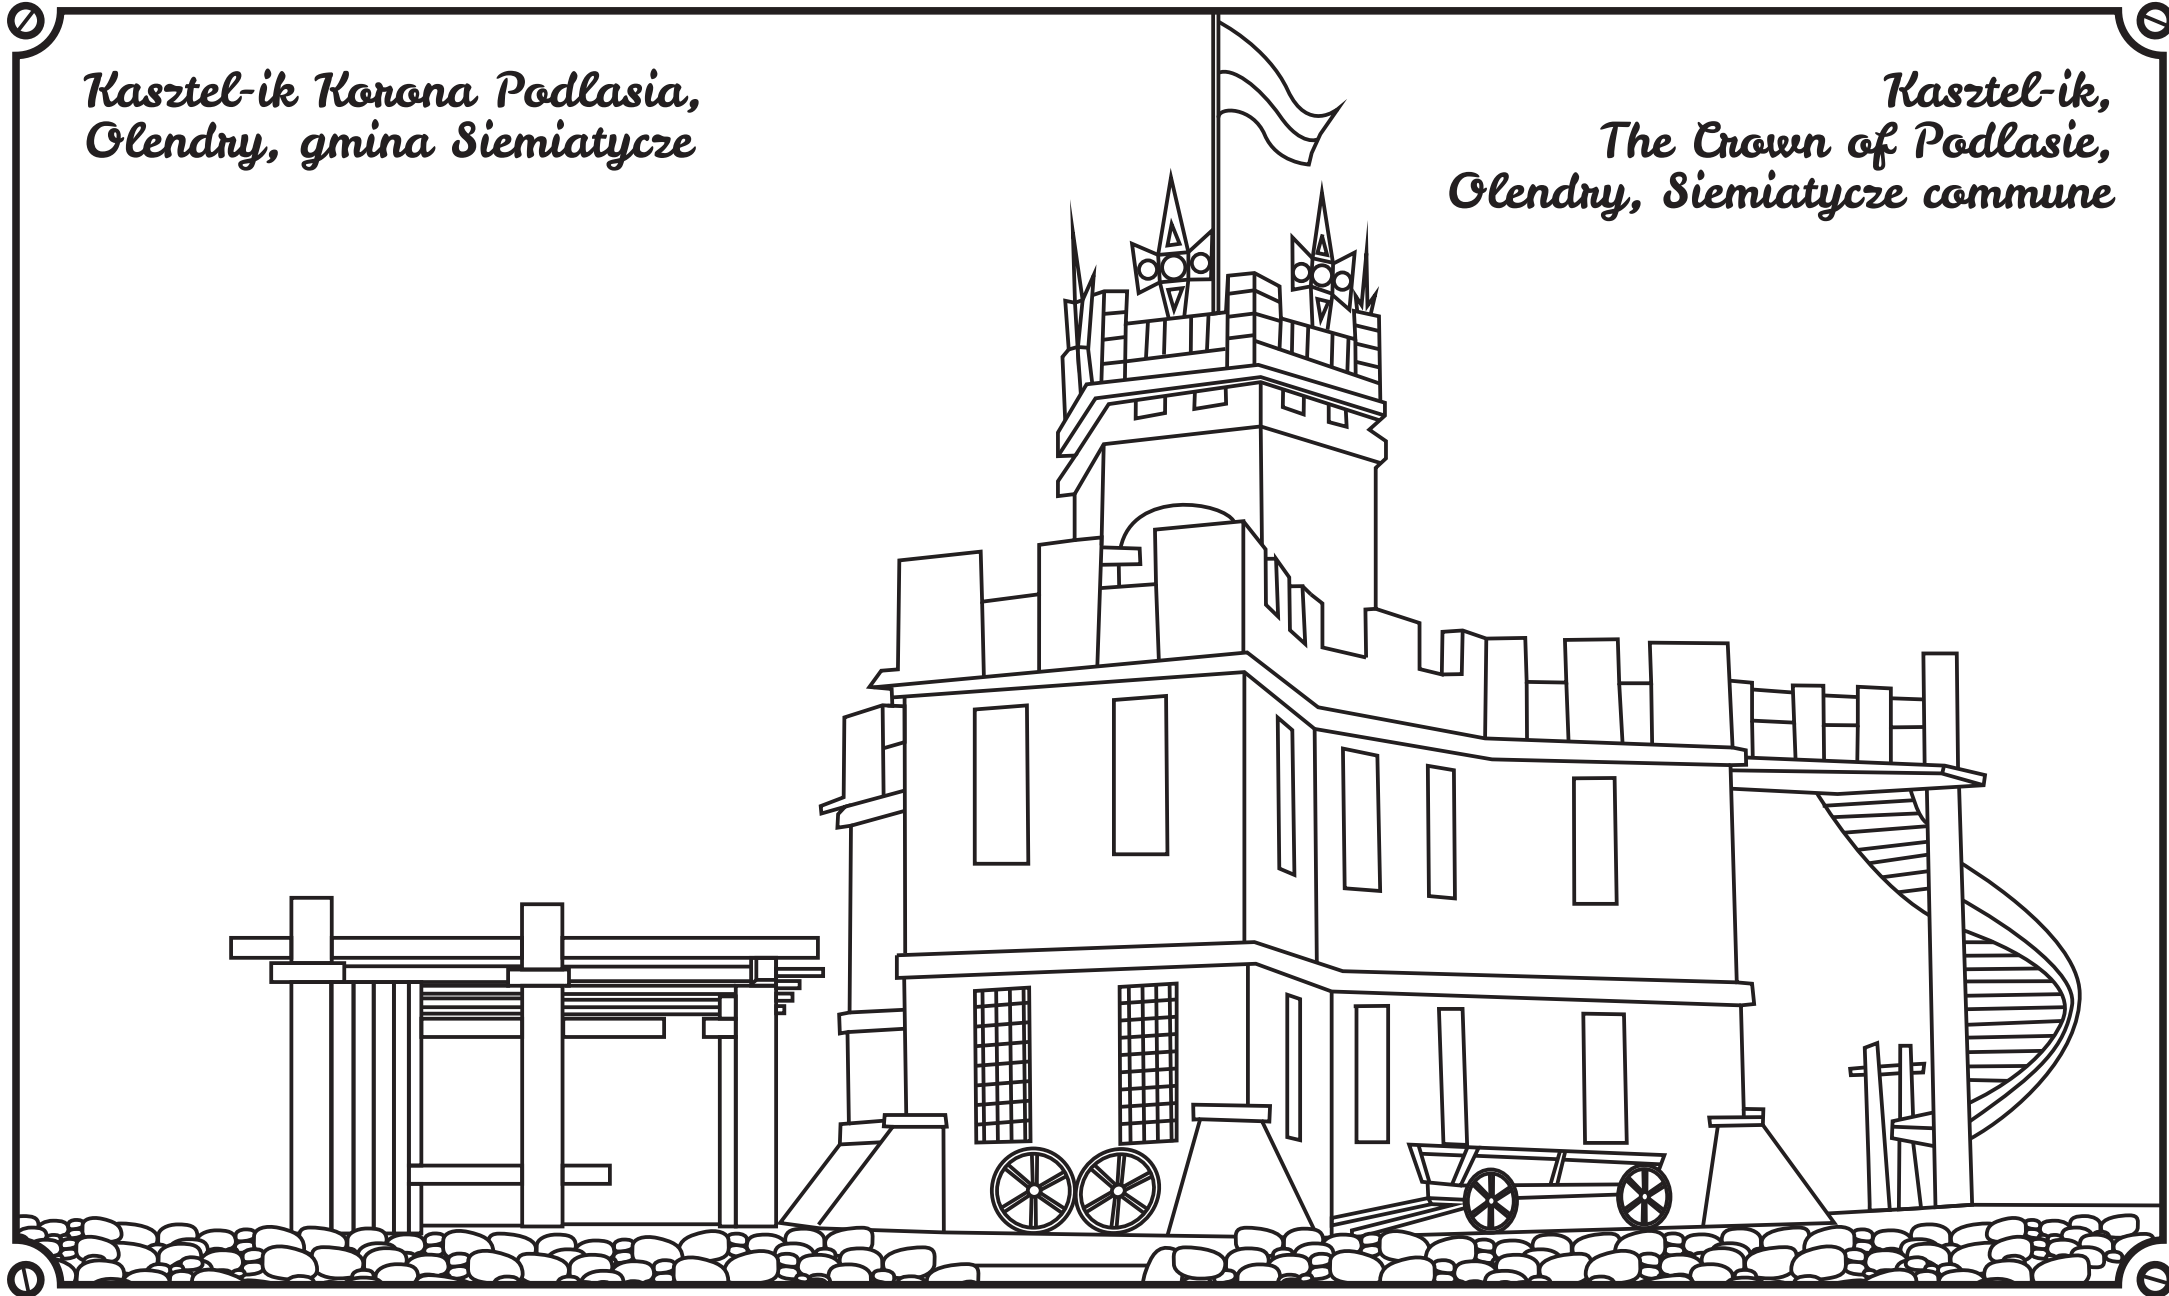 Kasztel-ik Korona Podlasia,
Olendry, gmina Siemiatycze
Kasztel-ik,
The Crown of Podlasie,
Olendry, Siemiatycze commune